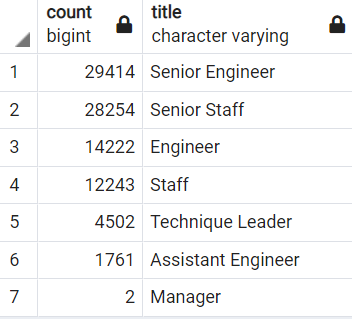 count title
bigint character varying
1 29414 Senior Engineer
2 28254 Senior Staff
3 14222 Engineer
4 12243 Staff
5 4502 Technique Leader
6 1761 Assistant Engineer
7 2 Manager